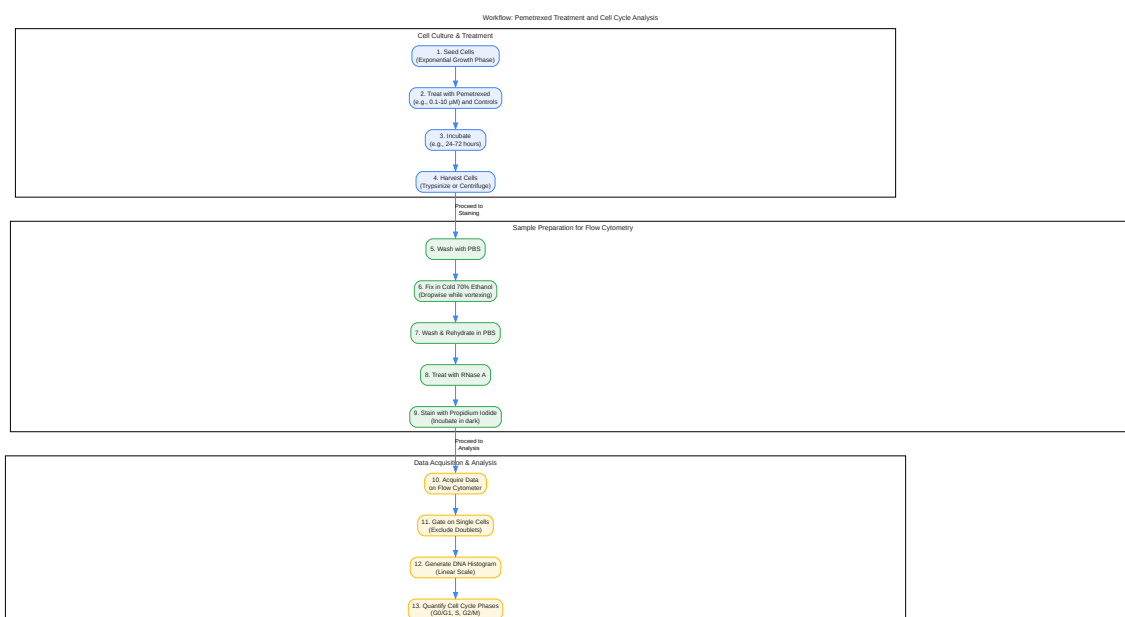 Workflow: Pemetrexed Treatment and Cell Cycle Analysis
Cell Culture & Treatment
1. Seed Cells
(Exponential Growth Phase)
2. Treat with Pemetrexed
(e.g., 0.1-10 µM) and Controls
3. Incubate
(e.g., 24-72 hours)
4. Harvest Cells
(Trypsinize or Centrifuge)
Proceed to
Staining
Sample Preparation for Flow Cytometry
5. Wash with PBS
6. Fix in Cold 70% Ethanol
(Dropwise while vortexing)
7. Wash & Rehydrate in PBS
8. Treat with RNase A
9. Stain with Propidium Iodide
(Incubate in dark)
Proceed to
Analysis
Data Acquisition & Analysis
10. Acquire Data
on Flow Cytometer
11. Gate on Single Cells
(Exclude Doublets)
12. Generate DNA Histogram
(Linear Scale)
13. Quantify Cell Cycle Phases
(G0/G1, S, G2/M)